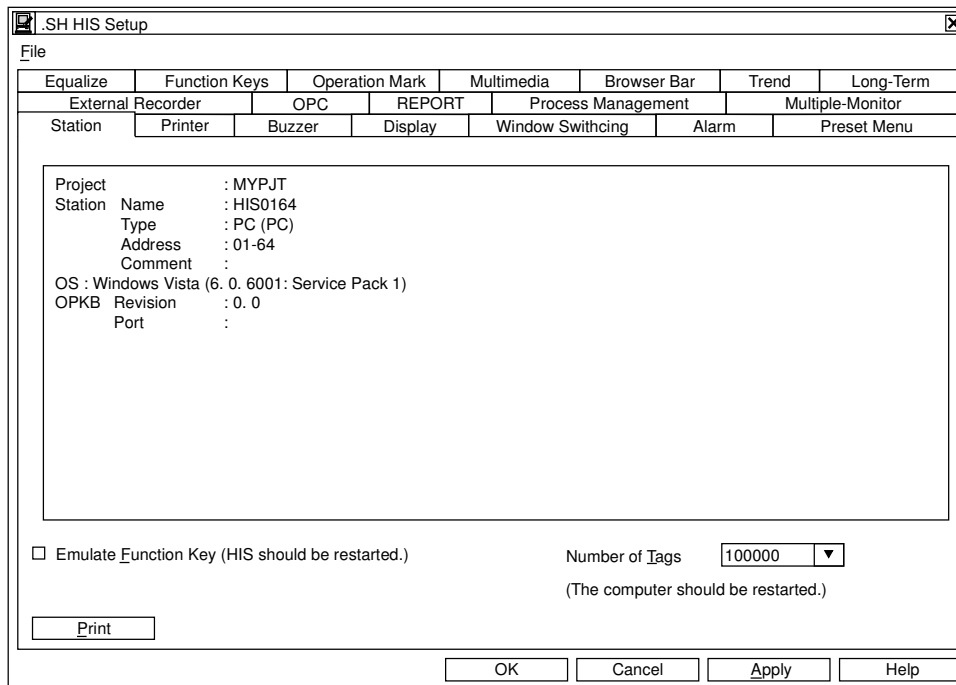 .SH HIS Setup
File
Equalize Function Keys Operation Mark Multimedia Browser Bar Trend Long-Term
External Recorder OPC REPORT Process Management Multiple-Monitor
Station Printer Buzzer Display Window Swithcing Alarm Preset Menu
Project : MYPJT
Station Name : HIS0164
Type : PC (PC)
Address : 01-64
Comment :
OS : Windows Vista (6. 0. 6001: Service Pack 1)
OPKB Revision : 0. 0
Port :
Emulate Function Key (HIS should be restarted.) Number of Tags 100000
(The computer should be restarted.)
Print
OK Cancel Apply Help